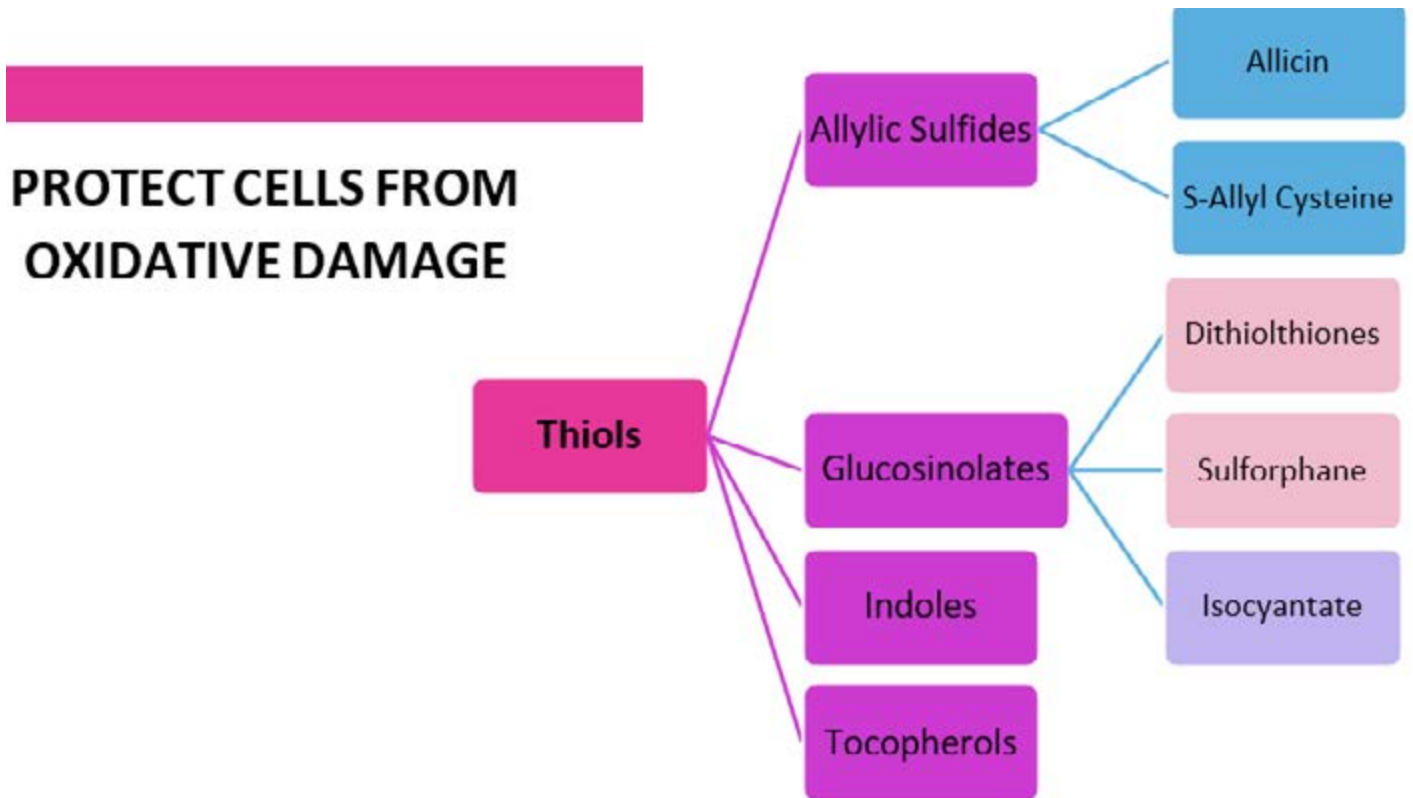 PROTECT CELLS FROM
OXIDATIVE DAMAGE
Thiols
Allylic Sulfides
Allicin
S-Allyl Cysteine
Glucosinolates
Dithiolthiones
Sulforphane
Isocyantate
Indoles
Tocopherols